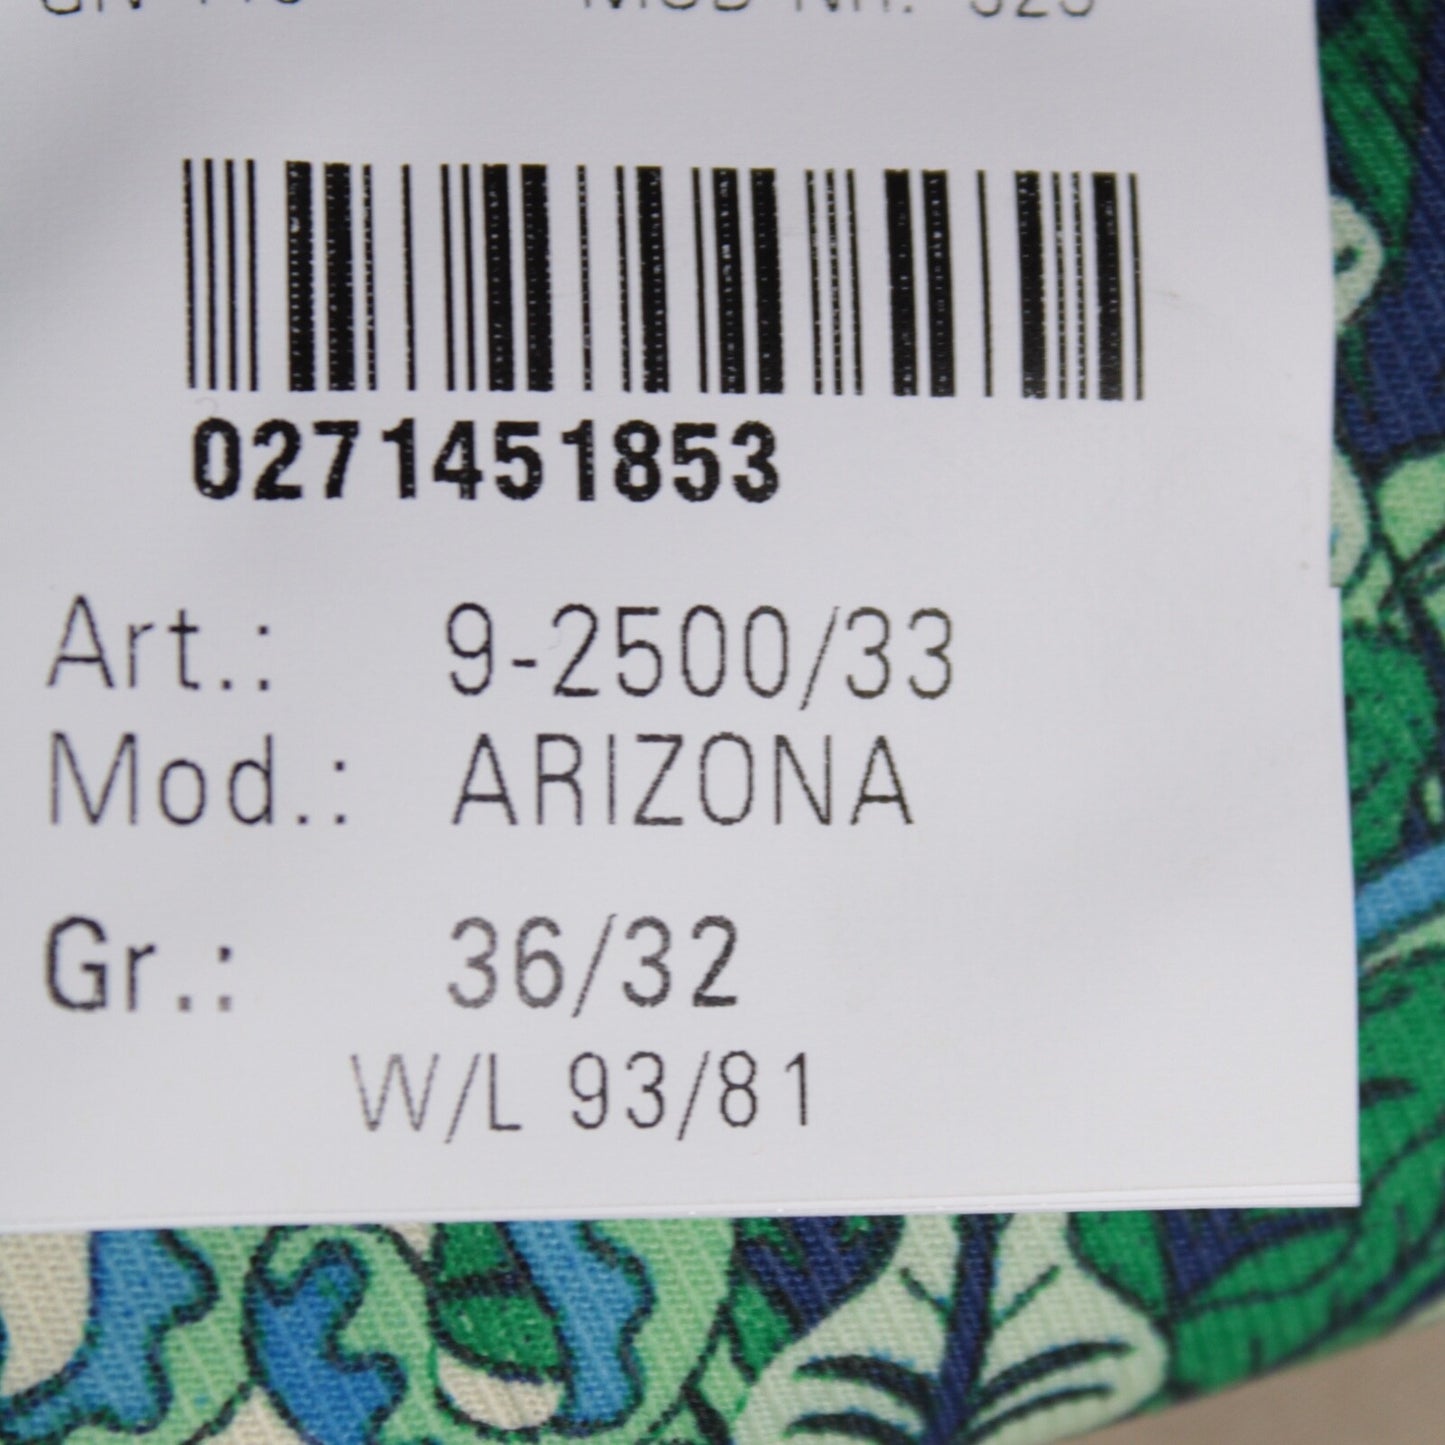 0271451853
Art.: 9-2500/33
Mod.: ARIZONA
Gr.: 36/32
W/L 93/81